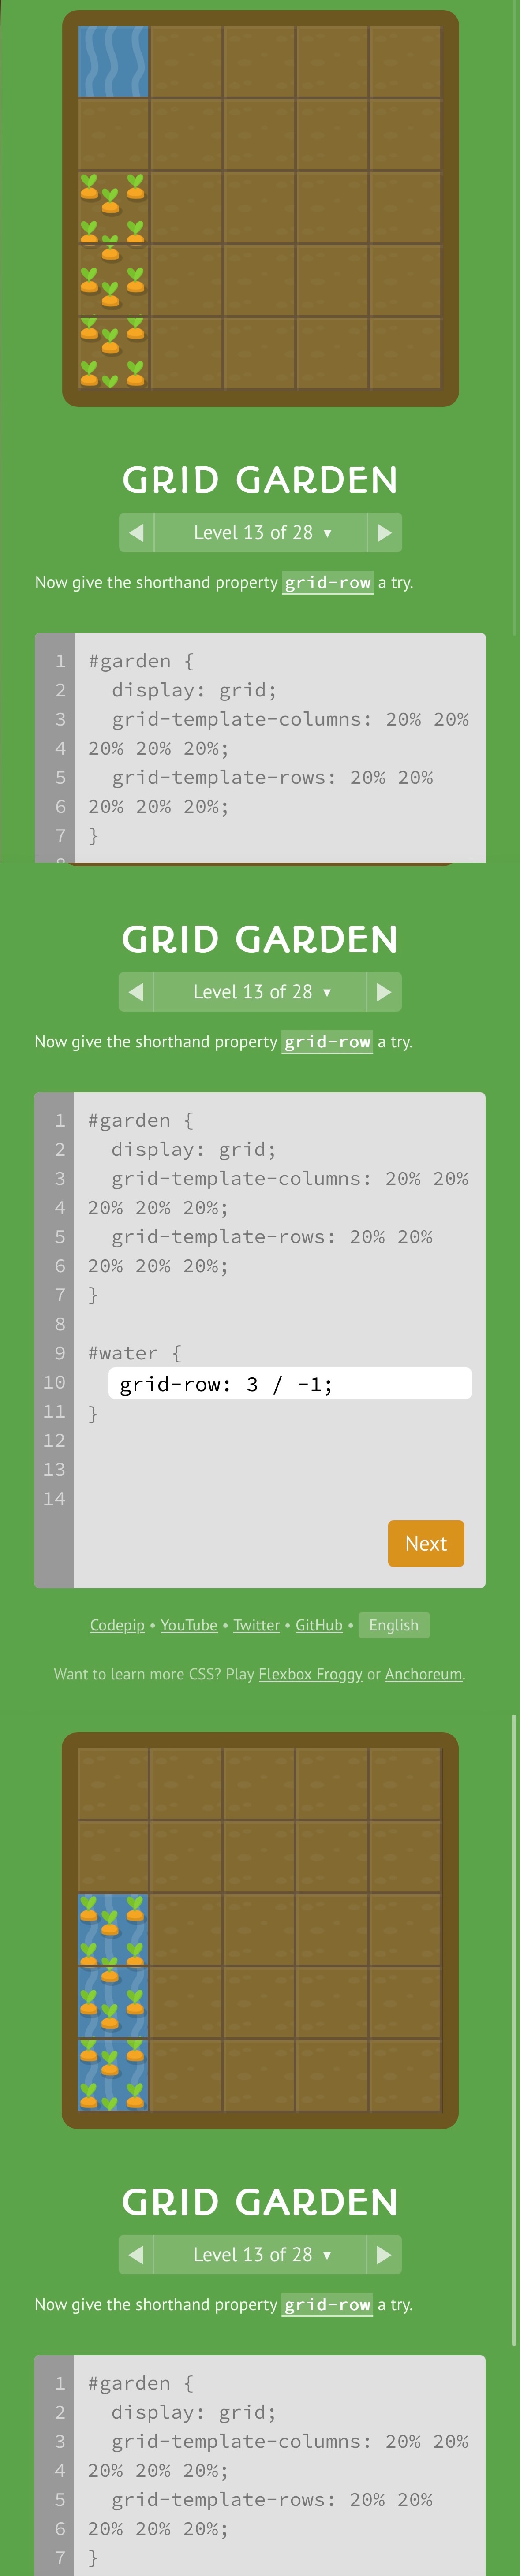 GRID GARDEN
◀ Level 13 of 28 ▼ ▶
Now give the shorthand property grid-row a try.
1 #garden {
2 display: grid;
3 grid-template-columns: 20% 20%
4 20% 20% 20%;
5 grid-template-rows: 20% 20%
6 20% 20% 20%;
7 }
GRID GARDEN
◀ Level 13 of 28 ▼ ▶
Now give the shorthand property grid-row a try.
1 #garden {
2 display: grid;
3 grid-template-columns: 20% 20%
4 20% 20% 20%;
5 grid-template-rows: 20% 20%
6 20% 20% 20%;
7 }
8
9 #water {
10 grid-row: 3 / -1;
11 }
12
13
14
Next
Codepip • YouTube • Twitter • GitHub • English
Want to learn more CSS? Play Flexbox Froggy or Anchoreum.
GRID GARDEN
◀ Level 13 of 28 ▼ ▶
Now give the shorthand property grid-row a try.
1 #garden {
2 display: grid;
3 grid-template-columns: 20% 20%
4 20% 20% 20%;
5 grid-template-rows: 20% 20%
6 20% 20% 20%;
7 }